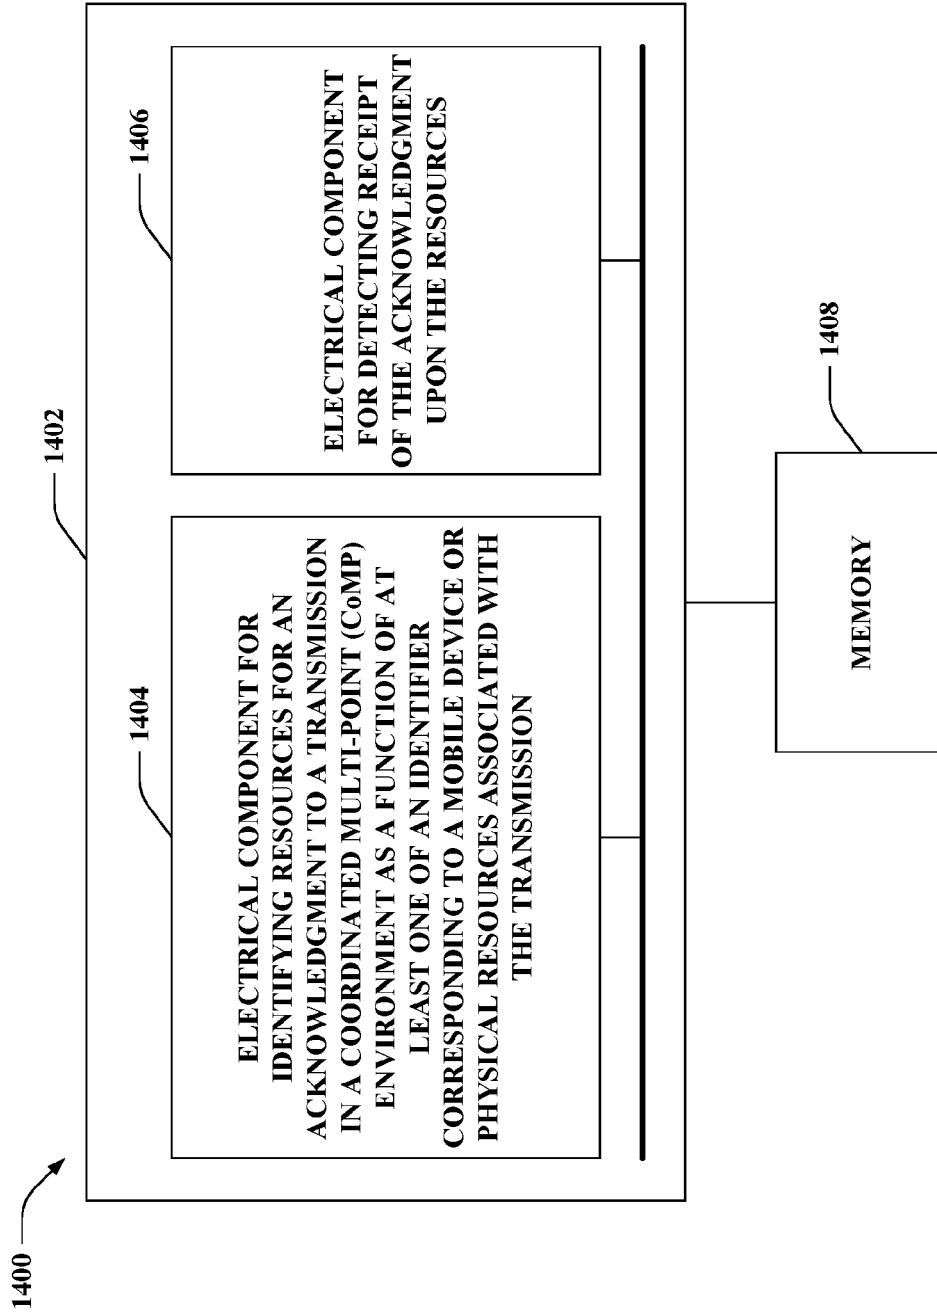 1400
1402
1404
ELECTRICAL COMPONENT FOR
IDENTIFYING RESOURCES FOR AN
ACKNOWLEDGMENT TO A TRANSMISSION
IN A COORDINATED MULTI-POINT (CoMP)
ENVIRONMENT AS A FUNCTION OF AT
LEAST ONE OF AN IDENTIFIER
CORRESPONDING TO A MOBILE DEVICE OR
PHYSICAL RESOURCES ASSOCIATED WITH
THE TRANSMISSION
1406
ELECTRICAL COMPONENT
FOR DETECTING RECEIPT
OF THE ACKNOWLEDGMENT
UPON THE RESOURCES
1408
MEMORY